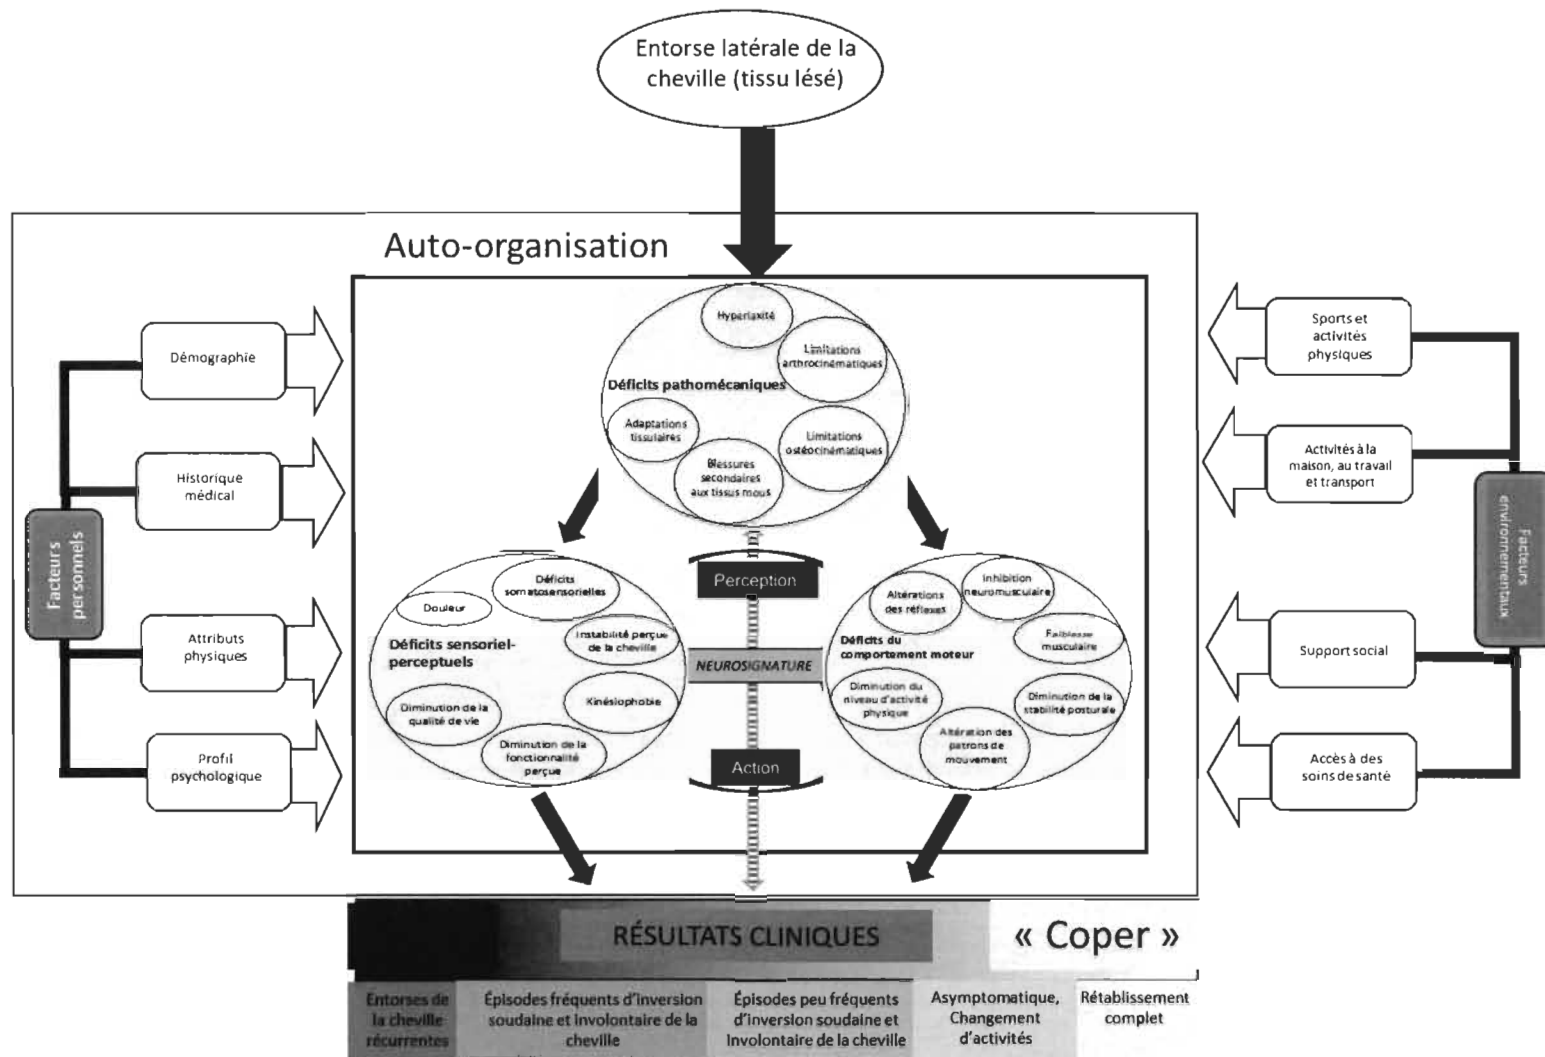 Entorse latérale de la
cheville (tissu lésé)
Auto-organisation
Démographie
Historique
médical
Facteurs
personnels
Attributs
physiques
Profil
psychologique
Hyperlaxité
Limitations
arthrocinématiques
Déficits pathomécaniques
Adaptations
tissulaires
Limitations
ostéocinématiques
Blessures
secondaires
aux tissus mous
Perception
NEUROSIGNATURE
Action
Déficits
somatosensorielles
Douleur
Instabilité perçue
de la cheville
Déficits sensoriel-
perceptuels
Kinésiophobie
Diminution de la
qualité de vie
Diminution de la
fonctionnalité
perçue
Inhibition
neuromusculaire
Altérations
des réflexes
Faiblesse
musculaire
Déficits du
comportement moteur
Diminution du
niveau d'activité
physique
Diminution de la
stabilité posturale
Altération des
patrons de
mouvement
Sports et
activités
physiques
Activités à la
maison, au travail
et transport
Facteurs
environnementaux
Support social
Accès à des
soins de santé
RÉSULTATS CLINIQUES
« Coper »
Entorses de
la cheville
récurrentes
Épisodes fréquents d'inversion
soudaine et involontaire de la
cheville
Épisodes peu fréquents
d'inversion soudaine et
involontaire de la cheville
Asymptomatique,
Changement
d'activités
Rétablissement
complet